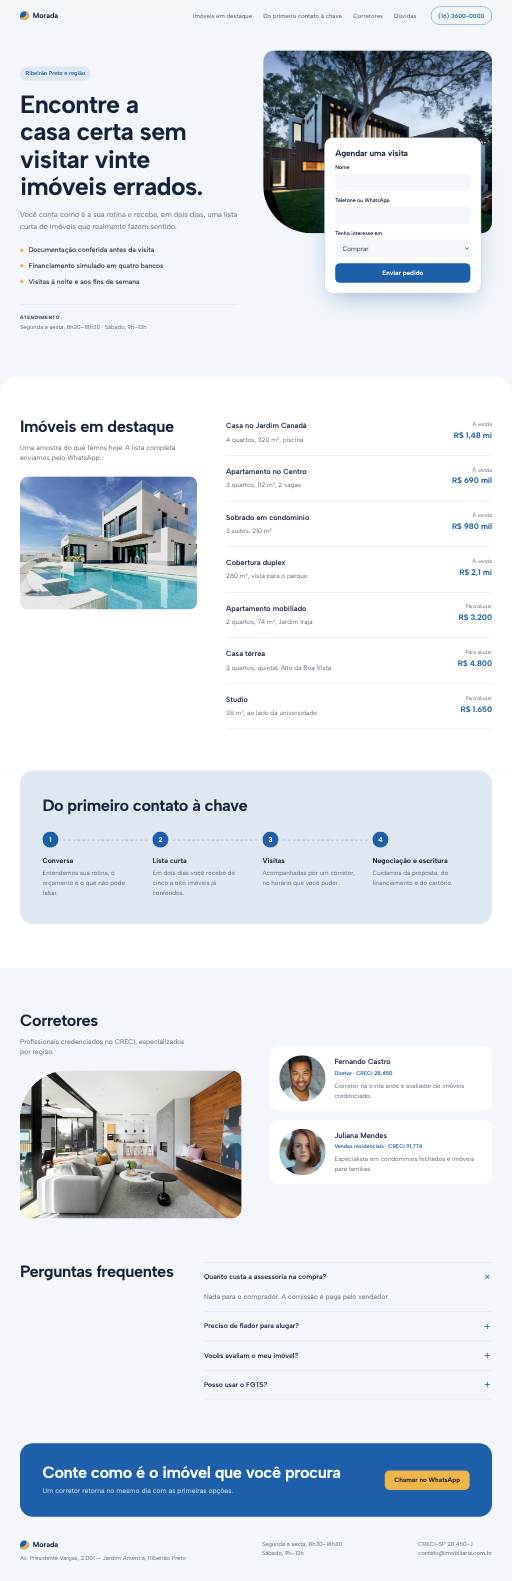 Morada
Imóveis em destaque
Do primeiro contato à chave
Corretores
Dúvidas
(16) 3600-0000
Ribeirão Preto e região
Encontre a
casa certa sem
visitar vinte
imóveis errados.
Você conta como é a sua rotina e recebe, em dois dias, uma lista
curta de imóveis que realmente fazem sentido.
Documentação conferida antes da visita
Financiamento simulado em quatro bancos
Visitas à noite e aos fins de semana
ATENDIMENTO
Segunda a sexta, 8h30–18h30 · Sábado, 9h–13h
Agendar uma visita
Nome
Telefone ou WhatsApp
Tenho interesse em
Comprar
Enviar pedido
Imóveis em destaque
Uma amostra do que temos hoje. A lista completa
enviamos pelo WhatsApp.
Casa no Jardim Canadá
4 quartos, 320 m², piscina
À venda
R$ 1,48 mi
Apartamento no Centro
3 quartos, 112 m², 2 vagas
À venda
R$ 690 mil
Sobrado em condomínio
3 suítes, 210 m²
À venda
R$ 980 mil
Cobertura duplex
280 m², vista para o parque
À venda
R$ 2,1 mi
Apartamento mobiliado
2 quartos, 74 m², Jardim Irajá
Para alugar
R$ 3.200
Casa térrea
3 quartos, quintal, Alto da Boa Vista
Para alugar
R$ 4.800
Studio
38 m², ao lado da universidade
Para alugar
R$ 1.650
Do primeiro contato à chave
1
Conversa
Entendemos sua rotina, o
orçamento e o que não pode
faltar.
2
Lista curta
Em dois dias você recebe de
cinco a oito imóveis já
conferidos.
3
Visitas
Acompanhadas por um corretor,
no horário que você puder.
4
Negociação e escritura
Cuidamos da proposta, do
financiamento e do cartório.
Corretores
Profissionais credenciados no CRECI, especializados
por região.
Fernando Castro
Diretor · CRECI 28.450
Corretor há trinta anos e avaliador de imóveis
credenciado.
Juliana Mendes
Vendas residenciais · CRECI 91.774
Especialista em condomínios fechados e imóveis
para famílias.
Perguntas frequentes
Quanto custa a assessoria na compra?
Nada para o comprador. A comissão é paga pelo vendedor.
Preciso de fiador para alugar?
Vocês avaliam o meu imóvel?
Posso usar o FGTS?
Conte como é o imóvel que você procura
Um corretor retorna no mesmo dia com as primeiras opções.
Chamar no WhatsApp
Morada
Av. Presidente Vargas, 2.001 — Jardim América, Ribeirão Preto
Segunda a sexta, 8h30–18h30
Sábado, 9h–13h
CRECI-SP 28.450-J
contato@imobiliaria.com.br